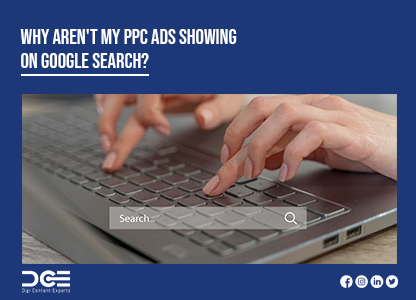 WHY AREN'T MY PPC ADS SHOWING
ON GOOGLE SEARCH?
Search...
DCE
Digi Content Experts